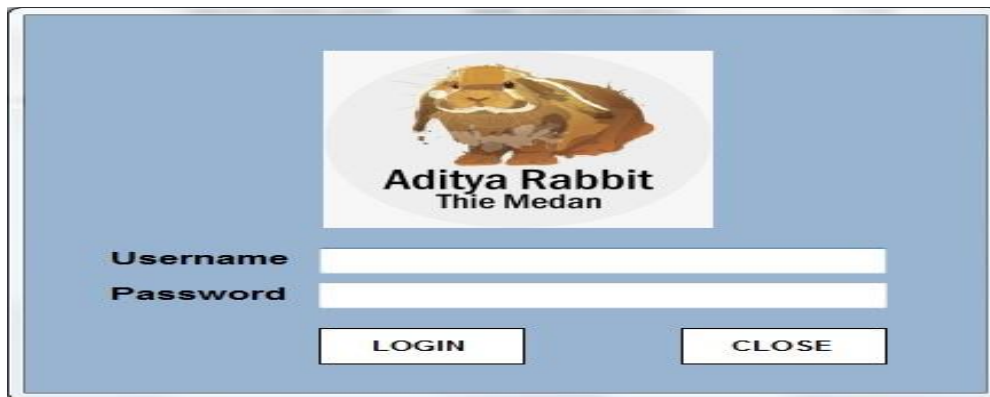 Aditya Rabbit
Thie Medan
Username
Password
LOGIN CLOSE